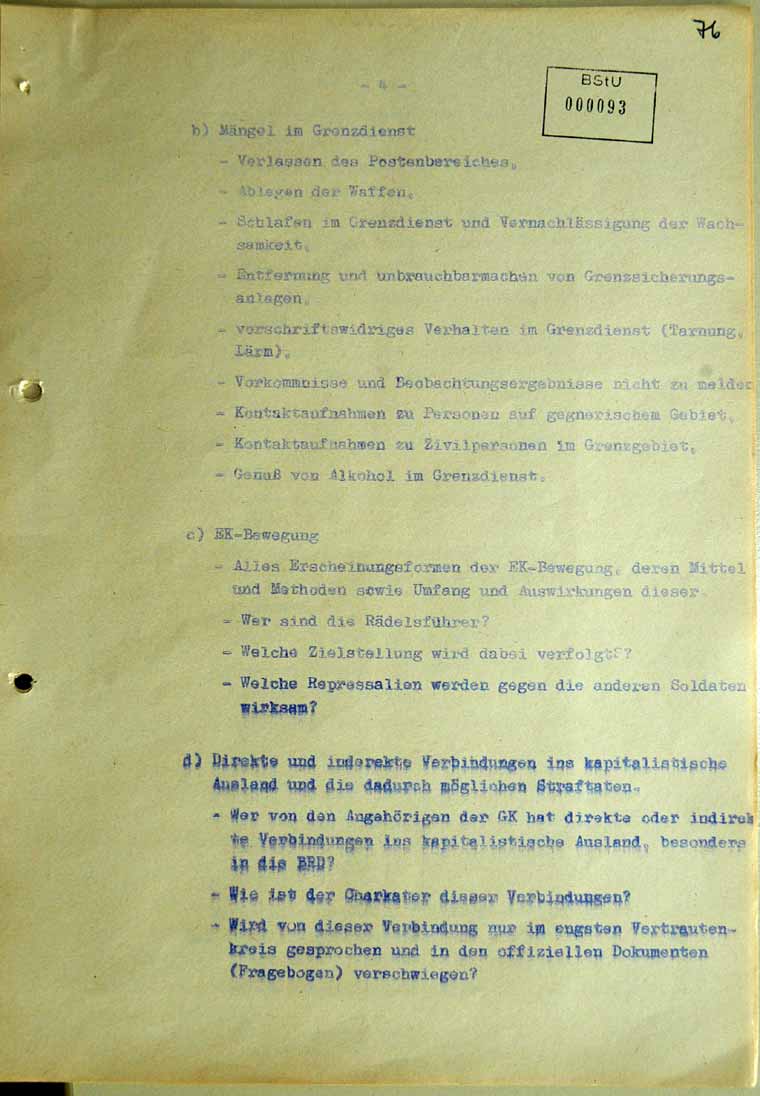 76
- 4 -
BStU
000093
b) Mängel im Grenzdienst
- Verlassen des Postenbereiches.
- Ablegen der Waffen.
- Schlafen im Grenzdienst und Vernachlässigung der Wach-
samkeit.
- Entfernung und unbrauchbarmachen von Grenzsicherungs-
anlagen.
- vorschriftswidriges Verhalten im Grenzdienst (Tarnung,
Lärm).
- Vorkommnisse und Beobachtungsergebnisse nicht zu melden
- Kontaktaufnahmen zu Personen auf gegnerischem Gebiet.
- Kontaktaufnahmen zu Zivilpersonen im Grenzgebiet.
- Genuß von Alkohol im Grenzdienst.
c) EK-Bewegung
- Alles Erscheinungsformen der EK-Bewegung, deren Mittel
und Methoden sowie Umfang und Auswirkungen dieser.
- Wer sind die Rädelsführer?
- Welche Zielstellung wird dabei verfolgt??
- Welche Repressalien werden gegen die anderen Soldaten
wirksam?
d) Direkte und inderekte Verbindungen ins kapitalistische
Ausland und die dadurch möglichen Straftaten.
- Wer von den Angehörigen der GK hat direkte oder indirek
te Verbindungen ins kapitalistische Ausland, besonders
in die BRD?
- Wie ist der Charkater dieser Verbindungen?
- Wird von dieser Verbindung nur im engsten Vertrauten-
kreis gesprochen und in den offiziellen Dokumenten
(Fragebogen) verschwiegen?